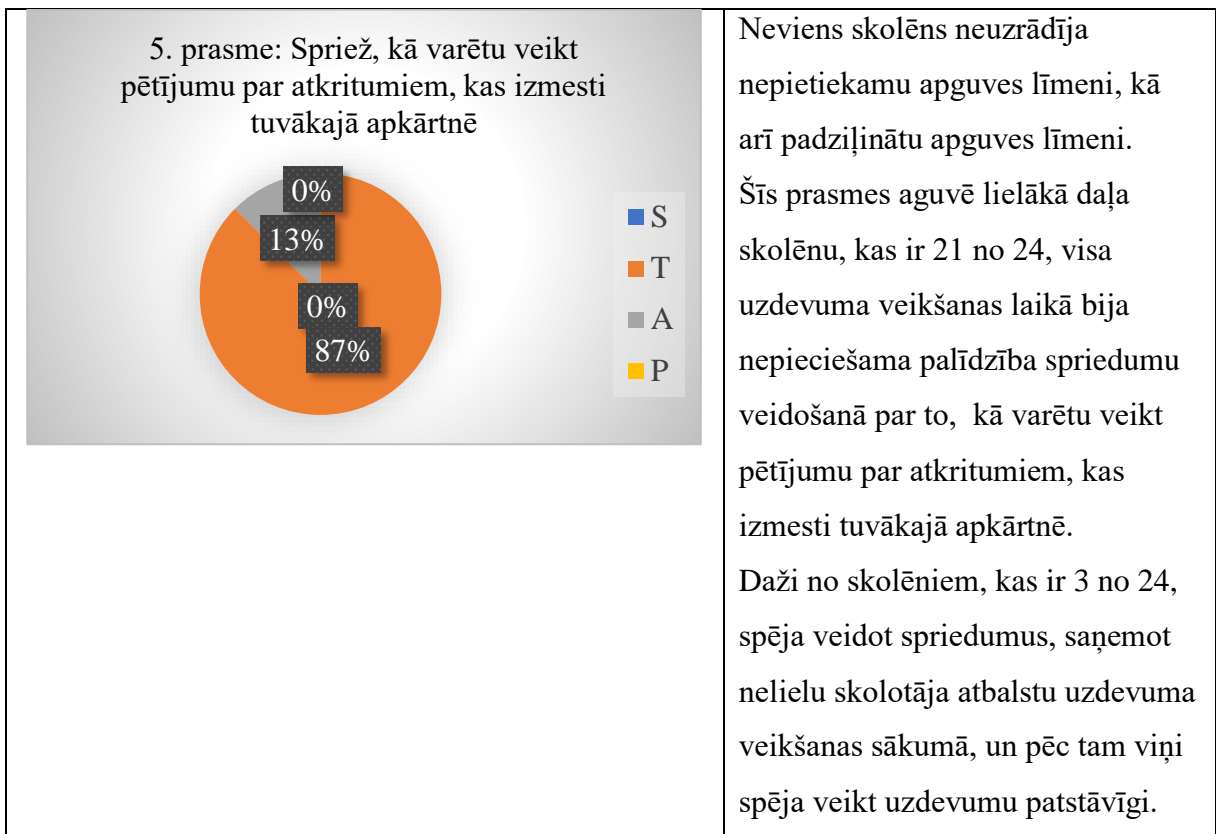 5. prasme: Spriež, kā varētu veikt
pētījumu par atkritumiem, kas izmesti
tuvākajā apkārtnē
0%
13%
0%
87%
S
T
A
P
Neviens skolēns neuzrādīja
nepietiekamu apguves līmeni, kā
arī padziļinātu apguves līmeni.
Šīs prasmes aguvē lielākā daļa
skolēnu, kas ir 21 no 24, visa
uzdevuma veikšanas laikā bija
nepieciešama palīdzība spriedumu
veidošanā par to, kā varētu veikt
pētījumu par atkritumiem, kas
izmesti tuvākajā apkārtnē.
Daži no skolēniem, kas ir 3 no 24,
spēja veidot spriedumus, saņemot
nelielu skolotāja atbalstu uzdevuma
veikšanas sākumā, un pēc tam viņi
spēja veikt uzdevumu patstāvīgi.